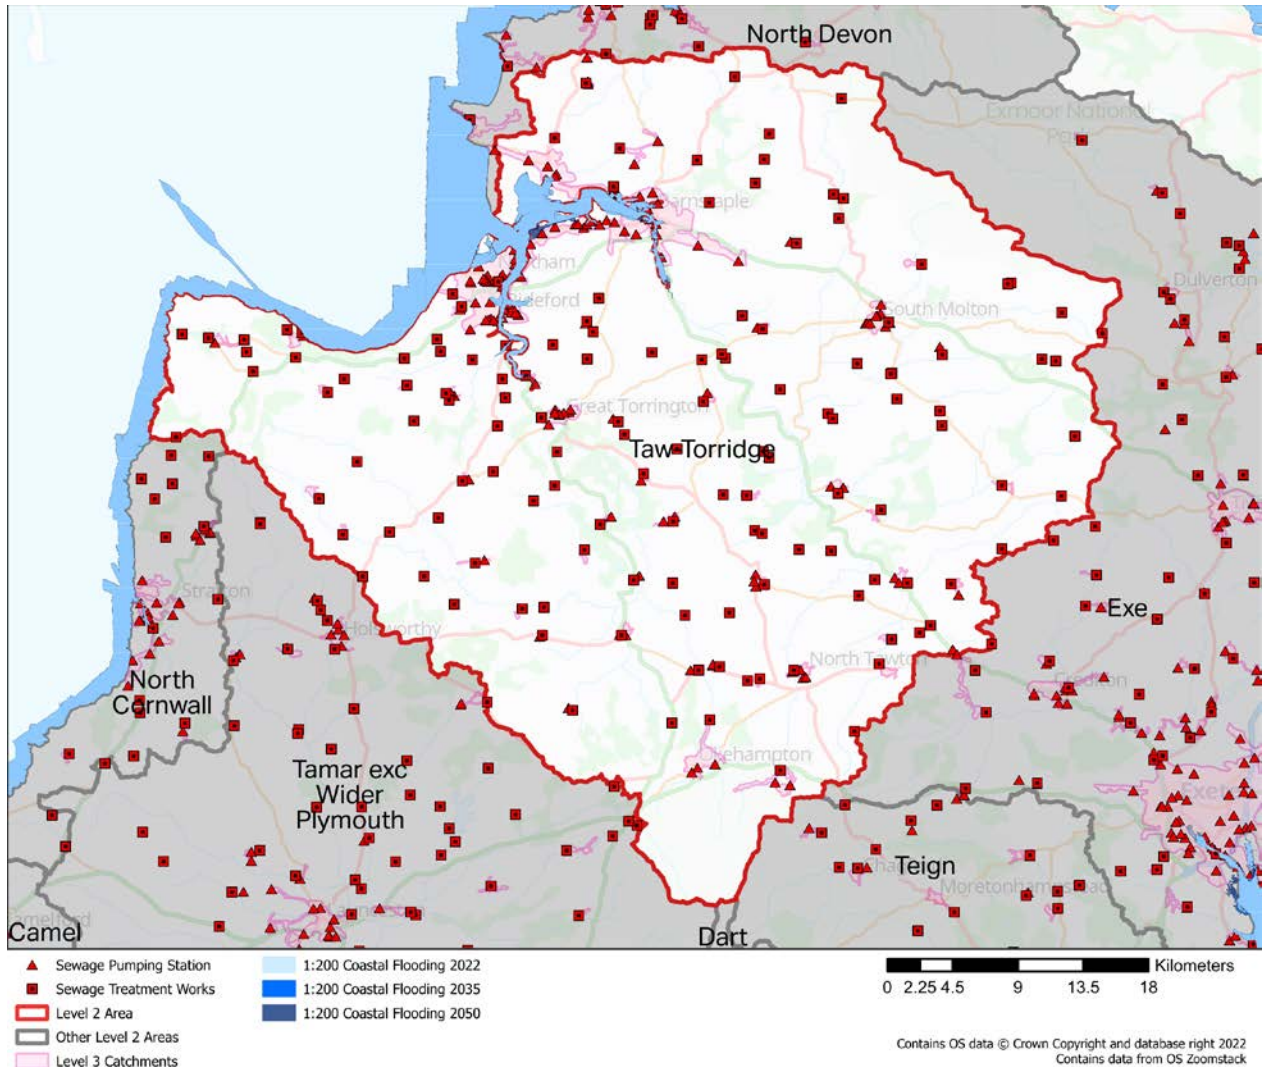 North Devon
Exmoor National
Park
Barnstaple
Northam
Dulverton
Bideford
South Molton
Great Torrington
Taw-Torridge
Stratton
Exe
Holsworthy
North Tawton
Crediton
North
Cornwall
Okehampton
Tamar exc
Wider
Plymouth
Exeter
Teign
Moretonhampstead
Launceston
Camelford
Camel
Dart
Sewage Pumping Station
Sewage Treatment Works
Level 2 Area
Other Level 2 Areas
Level 3 Catchments
1:200 Coastal Flooding 2022
1:200 Coastal Flooding 2035
1:200 Coastal Flooding 2050
Kilometers
0 2.25 4.5 9 13.5 18
Contains OS data © Crown Copyright and database right 2022
Contains data from OS Zoomstack